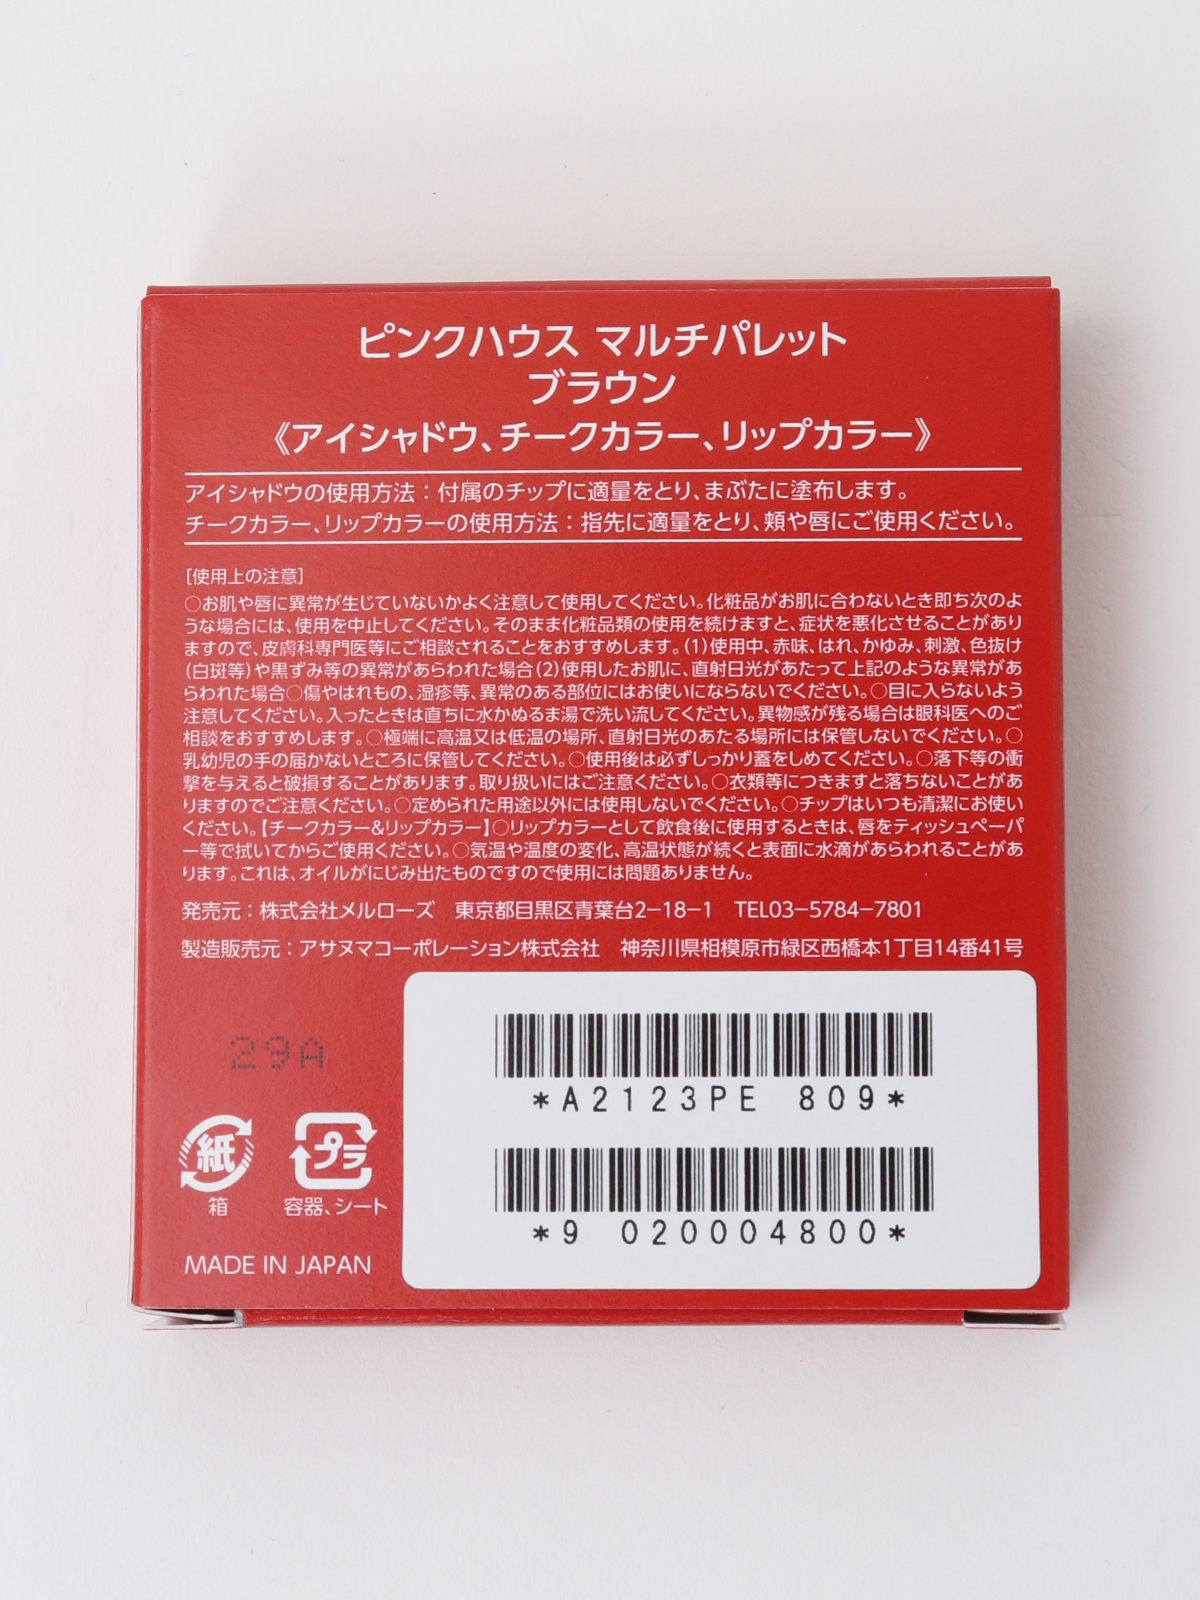 ピンクハウス マルチパレット
ブラウン
《アイシャドウ、チークカラー、リップカラー》
アイシャドウの使用方法：付属のチップに適量をとり、まぶたに塗布します。
チークカラー、リップカラーの使用方法：指先に適量をとり、頬や唇にご使用ください。
[使用上の注意]
○お肌や唇に異常が生じていないかよく注意して使用してください。化粧品がお肌に合わないとき即ち次のよ
うな場合には、使用を中止してください。そのまま化粧品類の使用を続けますと、症状を悪化させることがあり
ますので、皮膚科専門医等にご相談されることをおすすめします。(1)使用中、赤味、はれ、かゆみ、刺激、色抜け
(白斑等)や黒ずみ等の異常があらわれた場合(2)使用したお肌に、直射日光があたって上記のような異常があ
らわれた場合○傷やはれもの、湿疹等、異常のある部位にはお使いにならないでください。○目に入らないよう
注意してください。入ったときは直ちに水かぬるま湯で洗い流してください。異物感が残る場合は眼科医へのご
相談をおすすめします。○極端に高温又は低温の場所、直射日光のあたる場所には保管しないでください。○
乳幼児の手の届かないところに保管してください。○使用後は必ずしっかり蓋をしめてください。○落下等の衝
撃を与えると破損することがあります。取り扱いにはご注意ください。○衣類等につきますと落ちないことがあ
りますのでご注意ください。○定められた用途以外には使用しないでください。○チップはいつも清潔にお使い
ください。【チークカラー&リップカラー】○リップカラーとして飲食後に使用するときは、唇をティッシュペーパ
ー等で拭いてからご使用ください。○気温や温度の変化、高温状態が続くと表面に水滴があらわれることがあ
ります。これは、オイルがにじみ出たものですので使用には問題ありません。
発売元：株式会社メルローズ 東京都目黒区青葉台2-18-1 TEL03-5784-7801
製造販売元：アサヌマコーポレーション株式会社 神奈川県相模原市緑区西橋本1丁目14番41号
29A
*A2123PE 809*
紙
プラ
箱
容器、シート
*9 020004800*
MADE IN JAPAN